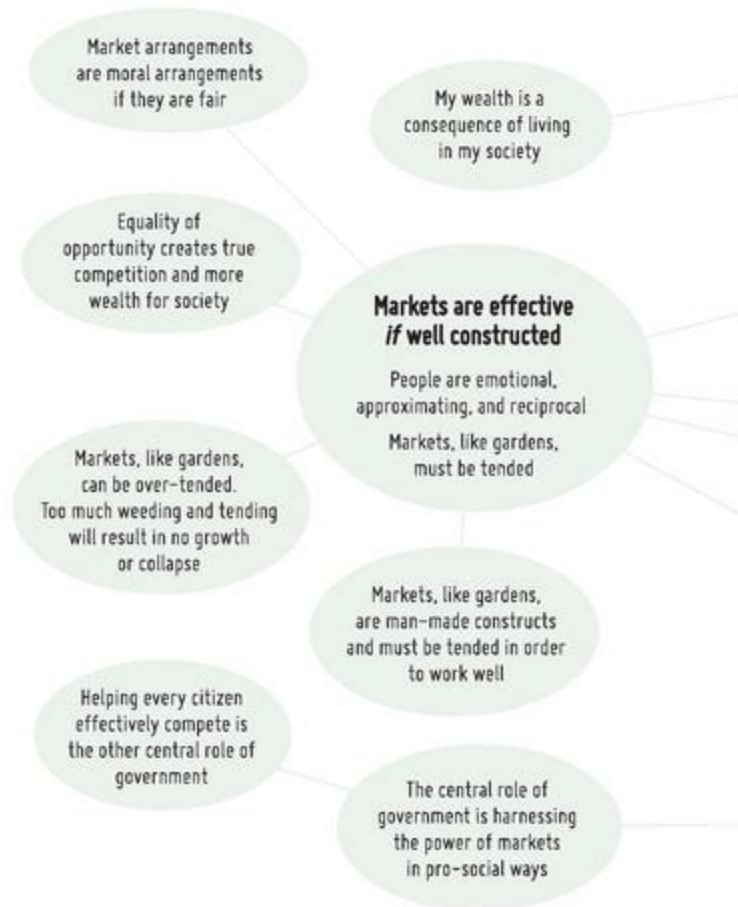 Market arrangements
are moral arrangements
if they are fair
My wealth is a
consequence of living
in my society
Equality of
opportunity creates true
competition and more
wealth for society
Markets are effective
if well constructed
People are emotional,
approximating, and reciprocal
Markets, like gardens,
must be tended
Markets, like gardens,
can be over-tended.
Too much weeding and tending
will result in no growth
or collapse
Markets, like gardens,
are man-made constructs
and must be tended in order
to work well
Helping every citizen
effectively compete is
the other central role of
government
The central role of
government is harnessing
the power of markets
in pro-social ways